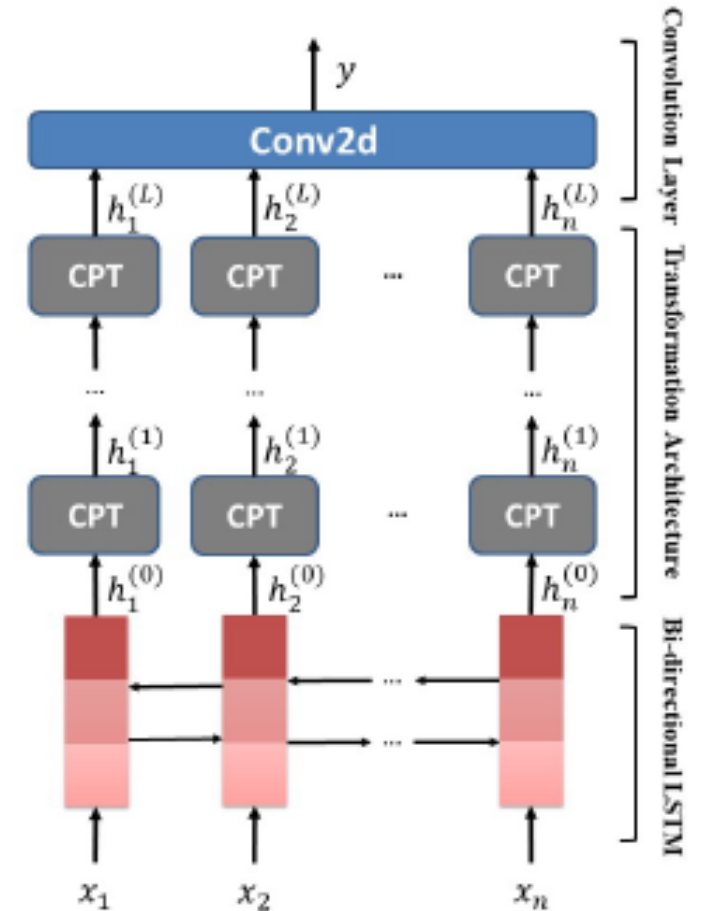 y
Conv2d
h_1^{(L)} h_2^{(L)} h_n^{(L)}
CPT CPT ... CPT
... ... ...
h_1^{(1)} h_2^{(1)} h_n^{(1)}
CPT CPT ... CPT
h_1^{(0)} h_2^{(0)} h_n^{(0)}
...
...
x_1 x_2 x_n
Convolution Layer
Transformation Architecture
Bi-directional LSTM